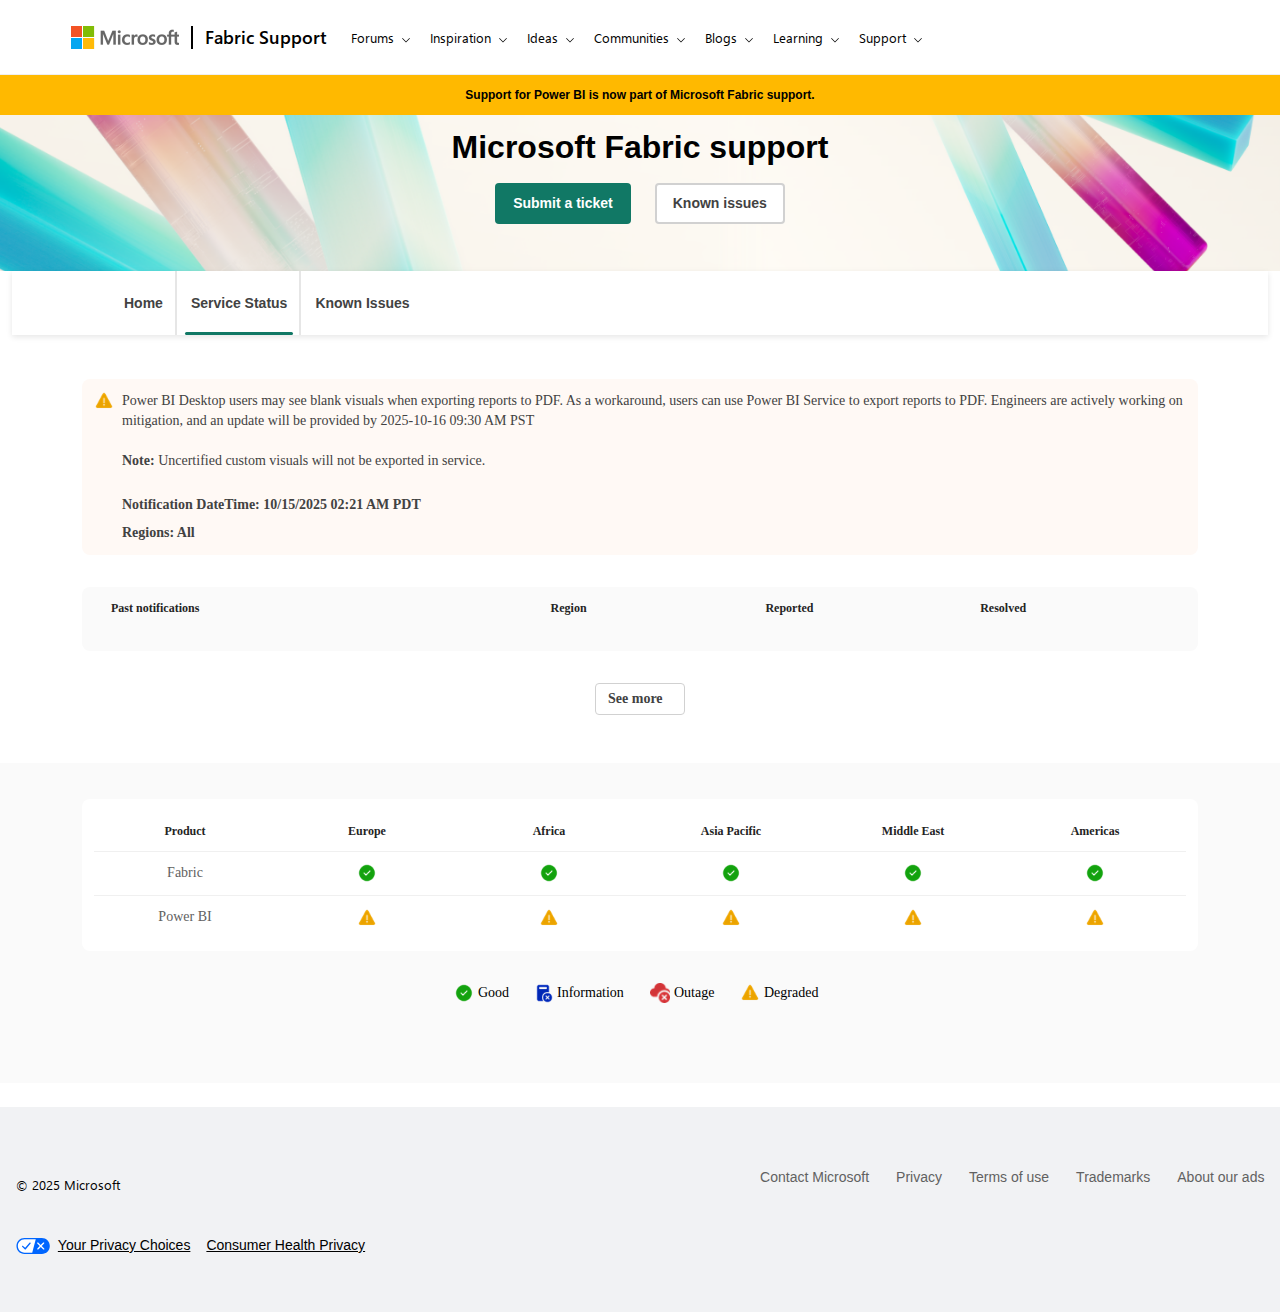 Microsoft
Fabric Support
Forums
Inspiration
Ideas
Communities
Blogs
Learning
Support
Support for Power BI is now part of Microsoft Fabric support.
Microsoft Fabric support
Submit a ticket
Known issues
Home
Service Status
Known Issues
Power BI Desktop users may see blank visuals when exporting reports to PDF. As a workaround, users can use Power BI Service to export reports to PDF. Engineers are actively working on
mitigation, and an update will be provided by 2025-10-16 09:30 AM PST
Note: Uncertified custom visuals will not be exported in service.
Notification DateTime: 10/15/2025 02:21 AM PDT
Regions: All
Past notifications
Region
Reported
Resolved
See more
Product
Europe
Africa
Asia Pacific
Middle East
Americas
Fabric
Power BI
Good
Information
Outage
Degraded
© 2025 Microsoft
Contact Microsoft
Privacy
Terms of use
Trademarks
About our ads
Your Privacy Choices
Consumer Health Privacy